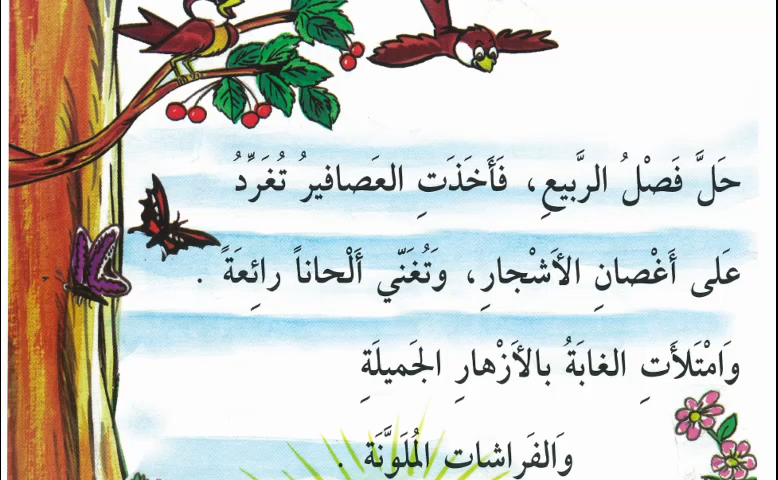 حَلَّ فَصْلُ الرَّبيعِ، فَأَخَذَتِ العَصافيرُ تُغَرِّدُ
عَلى أَغْصانِ الأَشْجارِ، وَتُغَنّي أَلْحاناً رائِعَةً .
وَامْتَلأَتِ الغابَةُ بالأَزْهارِ الجَميلَةِ
وَالفَراشات المُلَوَّنَة .